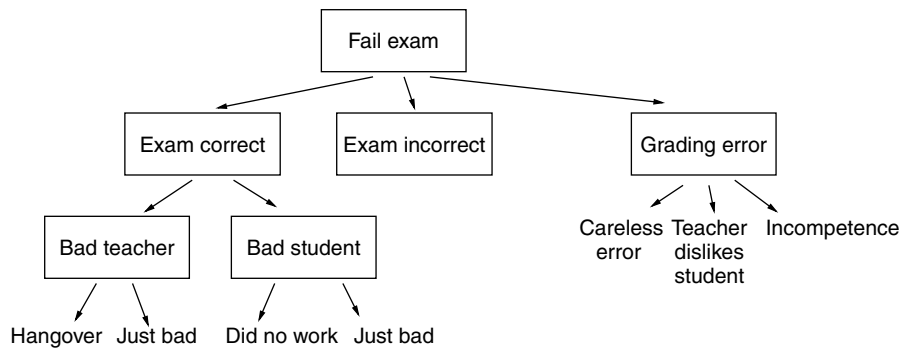 Fail exam
Exam correct
Exam incorrect
Grading error
Bad teacher
Bad student
Careless
error
Teacher
dislikes
student
Incompetence
Hangover
Just bad
Did no work
Just bad